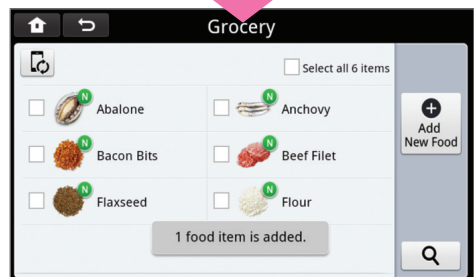 Grocery
Select all 6 items
N Abalone
N Anchovy
Add
New Food
N Bacon Bits
N Beef Filet
N Flaxseed
N Flour
1 food item is added.